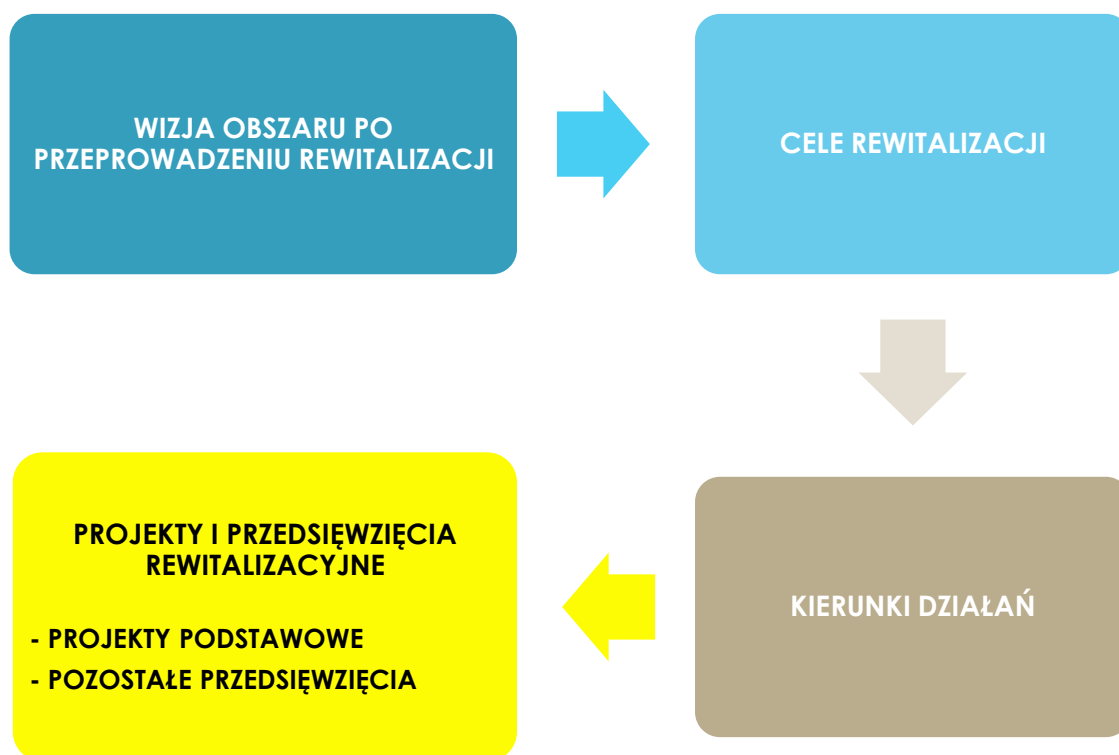 WIZJA OBSZARU PO
PRZEPROWADZENIU REWITALIZACJI
CELE REWITALIZACJI
KIERUNKI DZIAŁAŃ
PROJEKTY I PRZEDSIĘWZIĘCIA
REWITALIZACYJNE
- PROJEKTY PODSTAWOWE
- POZOSTAŁE PRZEDSIĘWZIĘCIA